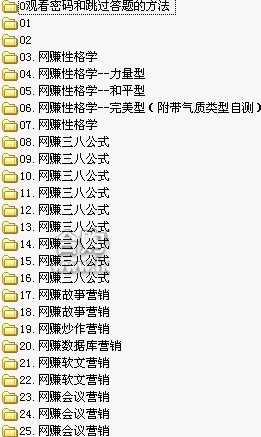 0观看密码和跳过答题的方法
01
02
03.网赚性格学
04.网赚性格学--力量型
05.网赚性格学--和平型
06.网赚性格学--完美型(附带气质类型自测)
07.网赚性格学
08.网赚三八公式
09.网赚三八公式
10.网赚三八公式
11.网赚三八公式
12.网赚三八公式
13.网赚三八公式
14.网赚三八公式
15.网赚三八公式
16.网赚三八公式
17.网赚故事营销
18.网赚故事营销
19.网赚炒作营销
20.网赚数据库营销
21.网赚软文营销
22.网赚软文营销
23.网赚会议营销
24.网赚会议营销
25.网赚会议营销